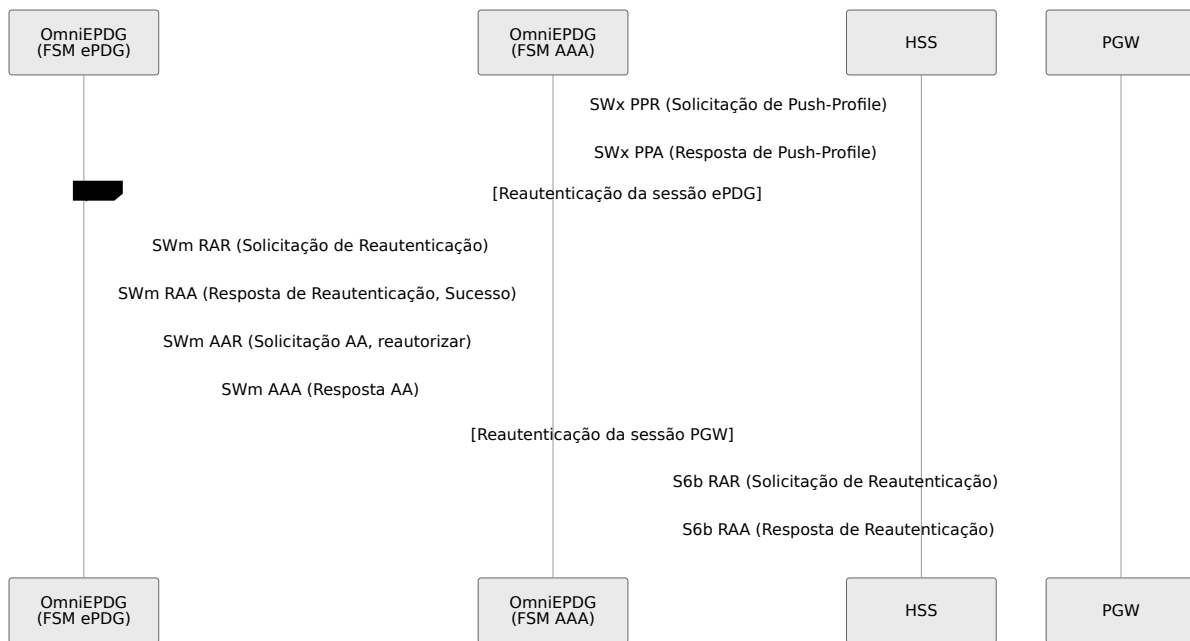 OmniEPDG
(FSM ePDG)
OmniEPDG
(FSM AAA)
HSS
PGW
SWx PPR (Solicitação de Push-Profile)
SWx PPA (Resposta de Push-Profile)
[Reautenticação da sessão ePDG]
SWm RAR (Solicitação de Reautenticação)
SWm RAA (Resposta de Reautenticação, Sucesso)
SWm AAR (Solicitação AA, reautorizar)
SWm AAA (Resposta AA)
[Reautenticação da sessão PGW]
S6b RAR (Solicitação de Reautenticação)
S6b RAA (Resposta de Reautenticação)
OmniEPDG
(FSM ePDG)
OmniEPDG
(FSM AAA)
HSS
PGW